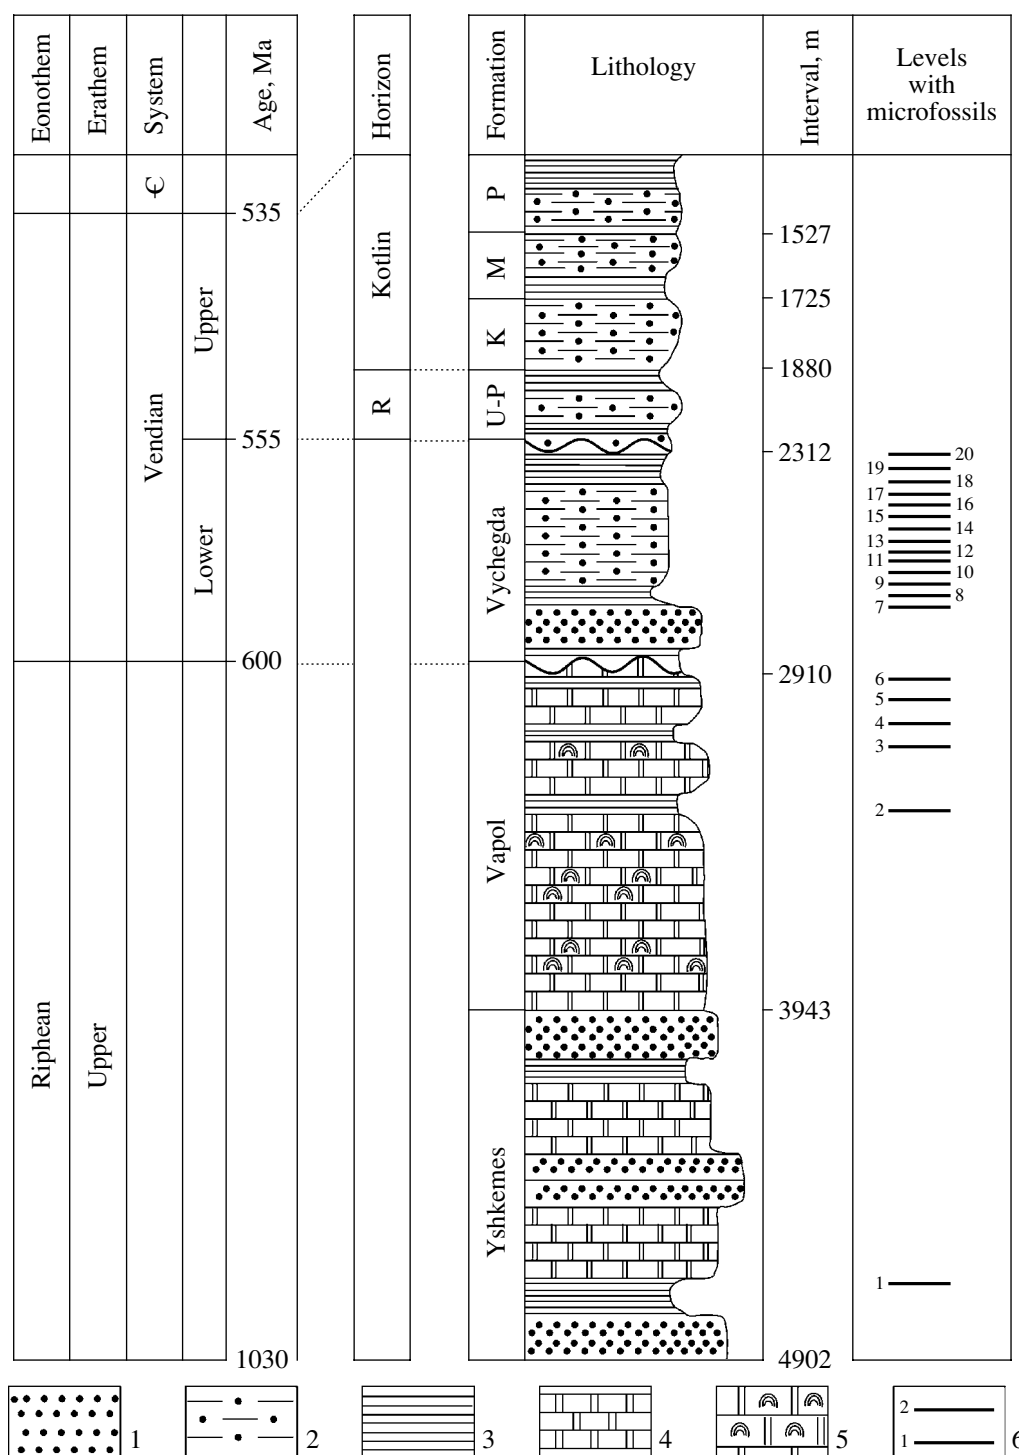 Eonothem
Erathem
System
Age, Ma
Horizon
Formation
Lithology
Interval, m
Levels
with
microfossils
Є
535
Upper
Vendian
555
Lower
600
Riphean
Upper
1030
Kotlin
R
P
M
K
U-P
Vychegda
Vapol
Yshkemes
1527
1725
1880
2312
2910
3943
4902
20
19
18
17
16
15
14
13
12
11
10
9
8
7
6
5
4
3
2
1
1
2
3
4
5
2
1
6